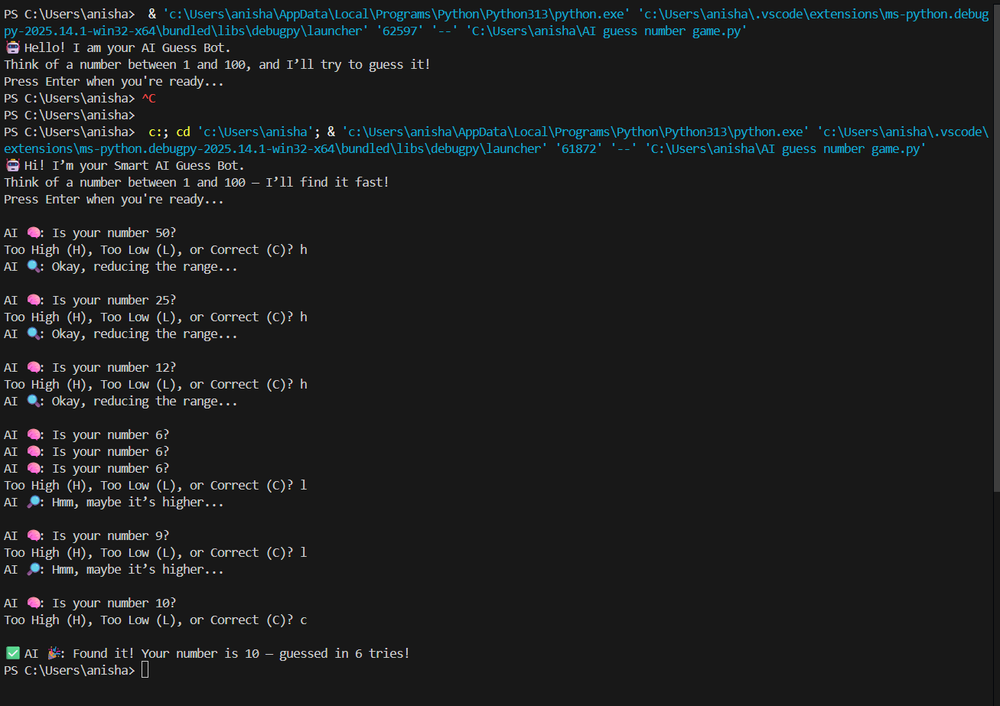 PS C:\Users\anisha>  & 'c:\Users\anisha\AppData\Local\Programs\Python\Python313\python.exe' 'c:\Users\anisha\.vscode\extensions\ms-python.debug
py-2025.14.1-win32-x64\bundled\libs\debugpy\launcher' '62597' '--' 'C:\Users\anisha\AI guess number game.py'
🤖 Hello! I am your AI Guess Bot.
Think of a number between 1 and 100, and I’ll try to guess it!
Press Enter when you're ready...
PS C:\Users\anisha> ^C
PS C:\Users\anisha>
PS C:\Users\anisha>  c:; cd 'c:\Users\anisha'; & 'c:\Users\anisha\AppData\Local\Programs\Python\Python313\python.exe' 'c:\Users\anisha\.vscode\
extensions\ms-python.debugpy-2025.14.1-win32-x64\bundled\libs\debugpy\launcher' '61872' '--' 'C:\Users\anisha\AI guess number game.py'
🤖 Hi! I’m your Smart AI Guess Bot.
Think of a number between 1 and 100 — I’ll find it fast!
Press Enter when you're ready...
AI 🧠: Is your number 50?
Too High (H), Too Low (L), or Correct (C)? h
AI 🔍: Okay, reducing the range...
AI 🧠: Is your number 25?
Too High (H), Too Low (L), or Correct (C)? h
AI 🔍: Okay, reducing the range...
AI 🧠: Is your number 12?
Too High (H), Too Low (L), or Correct (C)? h
AI 🔍: Okay, reducing the range...
AI 🧠: Is your number 6?
AI 🧠: Is your number 6?
AI 🧠: Is your number 6?
Too High (H), Too Low (L), or Correct (C)? l
AI 🔎: Hmm, maybe it’s higher...
AI 🧠: Is your number 9?
Too High (H), Too Low (L), or Correct (C)? l
AI 🔎: Hmm, maybe it’s higher...
AI 🧠: Is your number 10?
Too High (H), Too Low (L), or Correct (C)? c
✅ AI 🎉: Found it! Your number is 10 — guessed in 6 tries!
PS C:\Users\anisha>